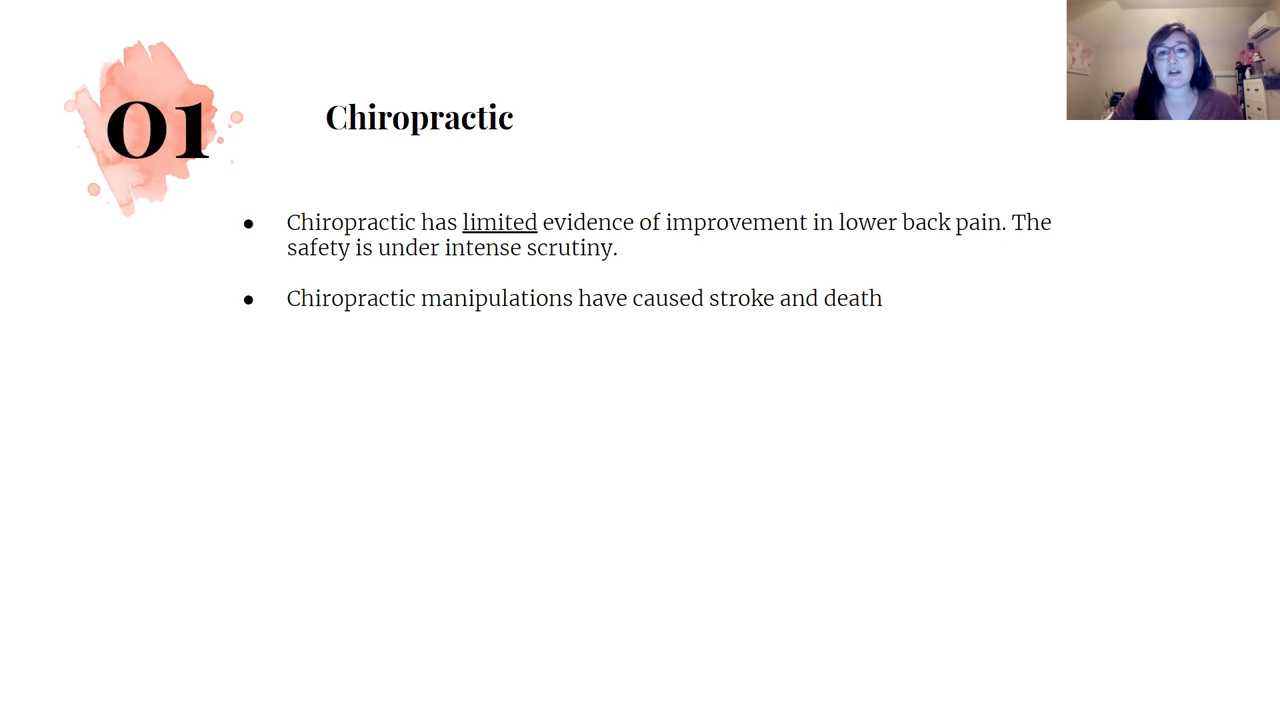 01
Chiropractic
● Chiropractic has limited evidence of improvement in lower back pain. The
safety is under intense scrutiny.
● Chiropractic manipulations have caused stroke and death